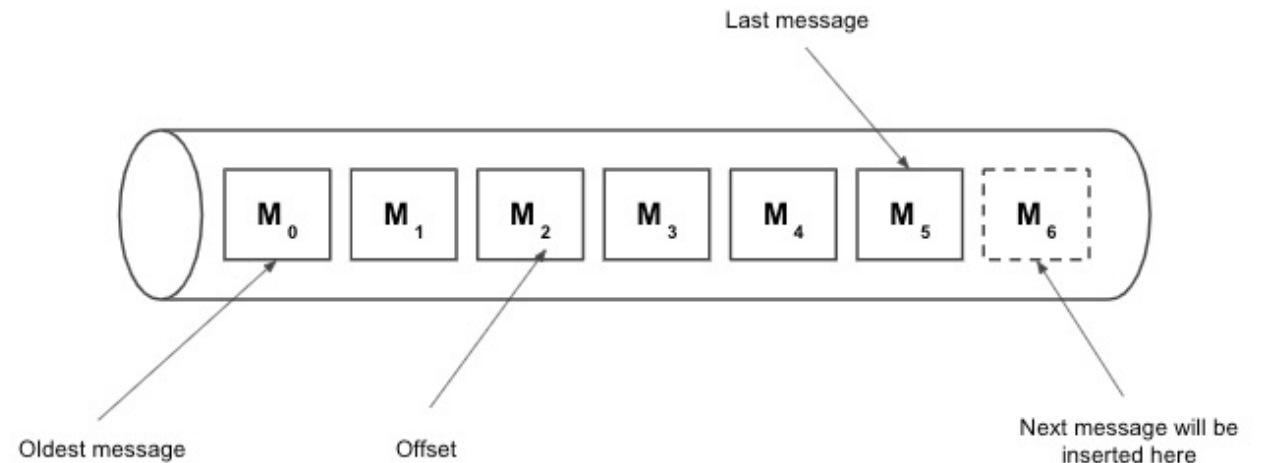 Last message
M0 M1 M2 M3 M4 M5 M6
Oldest message
Offset
Next message will be
inserted here